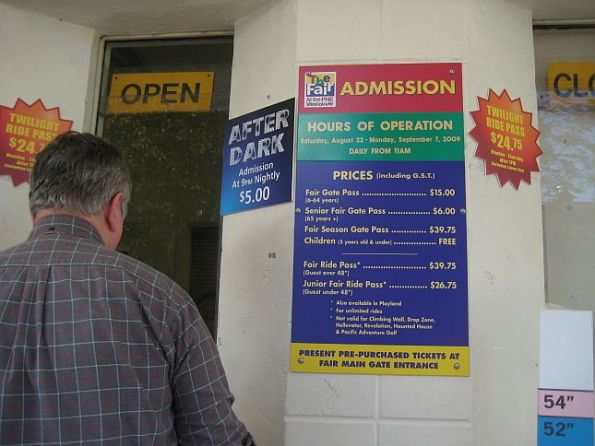 OPEN
CLO
TWILIGHT
RIDE PASS
$24
AFTER
DARK
Admission
At 9PM Nightly
$5.00
The
Fair
At the PNE
Vancouver
ADMISSION
HOURS OF OPERATION
Saturday, August 22 - Monday, September 7, 2009
DAILY FROM 11AM
PRICES (including G.S.T.)
Fair Gate Pass ........................ $15.00
(6-64 years)
Senior Fair Gate Pass ............ $6.00
(65 years +)
Fair Season Gate Pass .......... $39.75
Children (5 years old & under) ................ FREE
Fair Ride Pass* ...................... $39.75
(Guest over 48")
Junior Fair Ride Pass* ............ $26.75
(Guest under 48")
* Also available in Playland
* For unlimited rides
* Not valid for Climbing Wall, Drop Zone,
Hellevator, Revelation, Haunted House
& Pacific Adventure Golf
PRESENT PRE-PURCHASED TICKETS AT
FAIR MAIN GATE ENTRANCE
TWILIGHT
RIDE PASS
$24.75
54"
52"